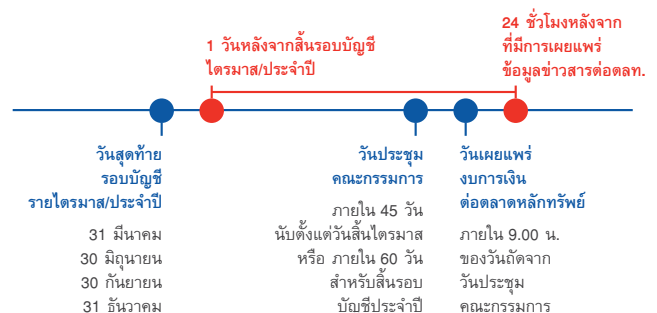 24 ชั่วโมงหลังจาก
ที่มีการเผยแพร่
ข้อมูลข่าวสารต่อตลท.
1 วันหลังจากสิ้นรอบบัญชี
ไตรมาส/ประจำปี
วันสุดท้าย
รอบบัญชี
รายไตรมาส/ประจำปี
31 มีนาคม
30 มิถุนายน
30 กันยายน
31 ธันวาคม
วันประชุม
คณะกรรมการ
ภายใน 45 วัน
นับตั้งแต่วันสิ้นไตรมาส
หรือ ภายใน 60 วัน
สำหรับสิ้นรอบ
บัญชีประจำปี
วันเผยแพร่
งบการเงิน
ต่อตลาดหลักทรัพย์
ภายใน 9.00 น.
ของวันถัดจาก
วันประชุม
คณะกรรมการ